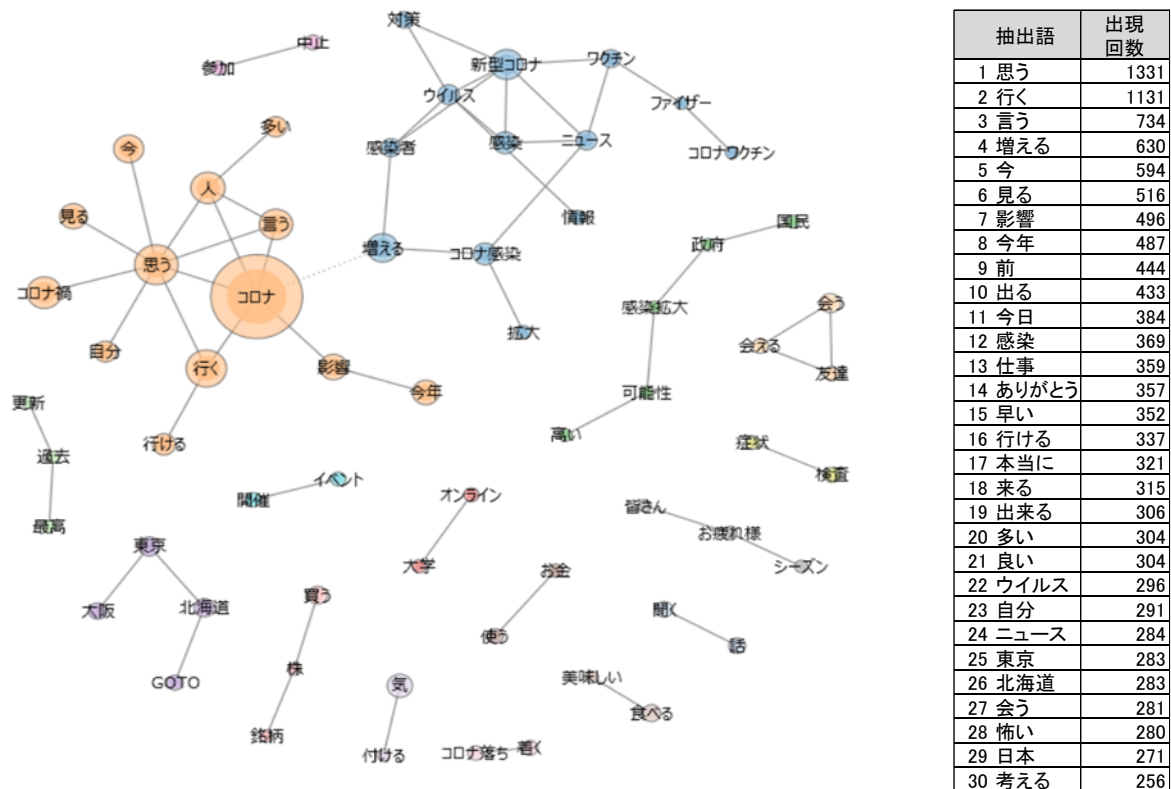 対策
中止
参加
新型コロナ
ワクチン
ウイルス
ファイザー
多い
今
感染者
感染
ニュース
コロナワクチン
人
見る
言う
情報
国民
政府
増える
コロナ感染
思う
コロナ禍
コロナ
感染拡大
会う
拡大
自分
会える
行く
影響
友達
今年
可能性
更新
高い
行ける
症状
過去
検査
イベント
開催
オンライン
皆さん
最高
お疲れ様
東京
大学
お金
シーズン
大阪
北海道
買う
聞く
使う
話
株
GOTO
気
美味しい
食べる
銘柄
付ける
コロナ落ち
着く
抽出語 出現回数
1 思う 1331
2 行く 1131
3 言う 734
4 増える 630
5 今 594
6 見る 516
7 影響 496
8 今年 487
9 前 444
10 出る 433
11 今日 384
12 感染 369
13 仕事 359
14 ありがとう 357
15 早い 352
16 行ける 337
17 本当に 321
18 来る 315
19 出来る 306
20 多い 304
21 良い 304
22 ウイルス 296
23 自分 291
24 ニュース 284
25 東京 283
26 北海道 283
27 会う 281
28 怖い 280
29 日本 271
30 考える 256